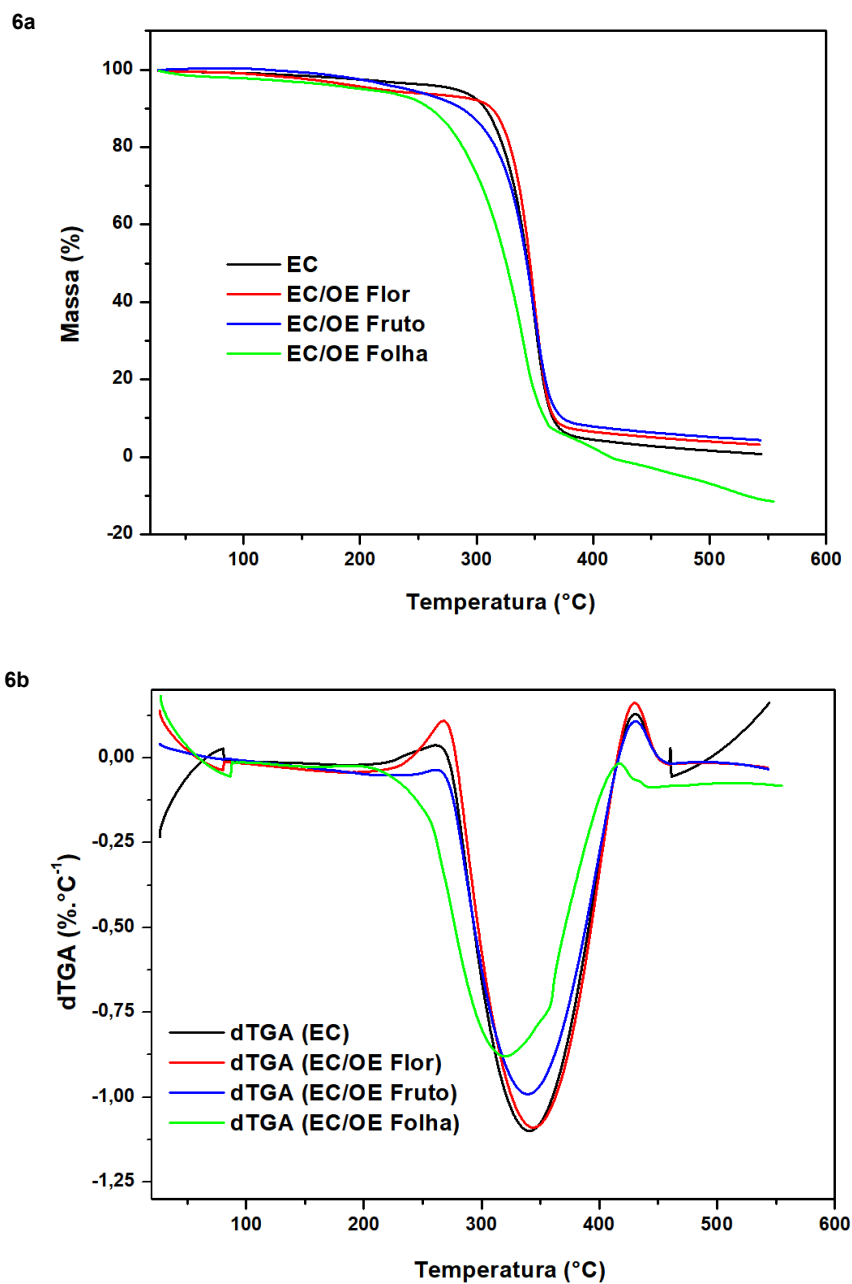 6a
100
80
60
40
20
0
-20
Massa (%)
EC
EC/OE Flor
EC/OE Fruto
EC/OE Folha
100
200
300
400
500
600
Temperatura (°C)
6b
0,00
-0,25
-0,50
-0,75
-1,00
-1,25
dTGA (%.°C⁻¹)
dTGA (EC)
dTGA (EC/OE Flor)
dTGA (EC/OE Fruto)
dTGA (EC/OE Folha)
100
200
300
400
500
600
Temperatura (°C)